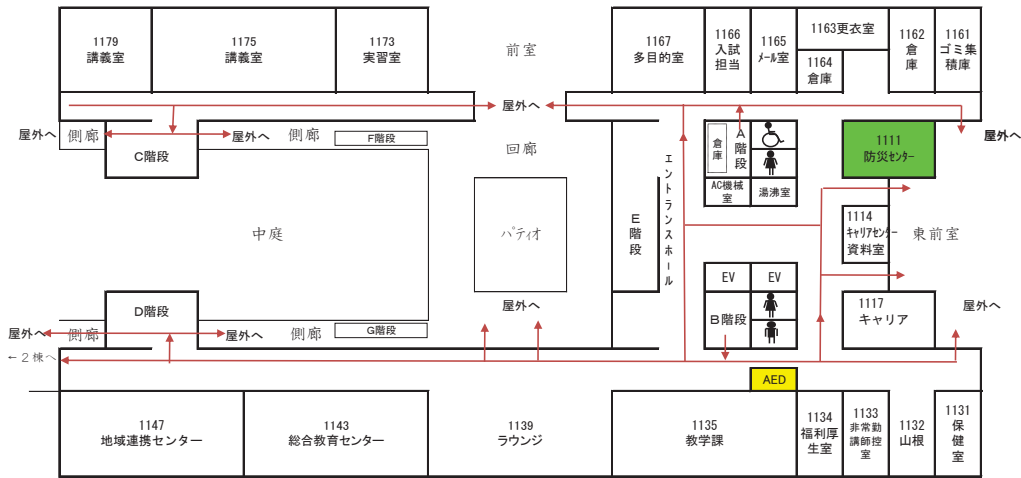 1179
講義室
1175
講義室
1173
実習室
前室
1167
多目的室
1166
入試
担当
1165
メール室
1163更衣室
1164
倉庫
1162
倉
庫
1161
ゴミ集
積庫
屋外へ
屋外へ
側廊
屋外へ
側廊
F階段
C階段
回廊
エントランスホール
倉庫
A階段
AC機械
室
湯沸室
1111
防災センター
屋外へ
中庭
パティオ
E階段
1114
キャリアセンター
資料室
東前室
EV
EV
D階段
屋外へ
B階段
1117
キャリア
屋外へ
屋外へ
側廊
屋外へ
側廊
G階段
←２棟へ
AED
1147
地域連携センター
1143
総合教育センター
1139
ラウンジ
1135
教学課
1134
福利厚
生室
1133
非常勤
講師控
室
1132
山根
1131
保
健
室